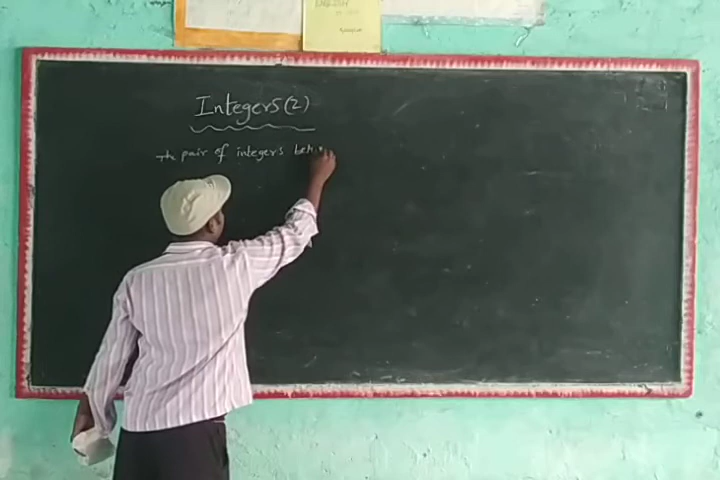 ENGLISH
Integers(2)
The pair of integers bet